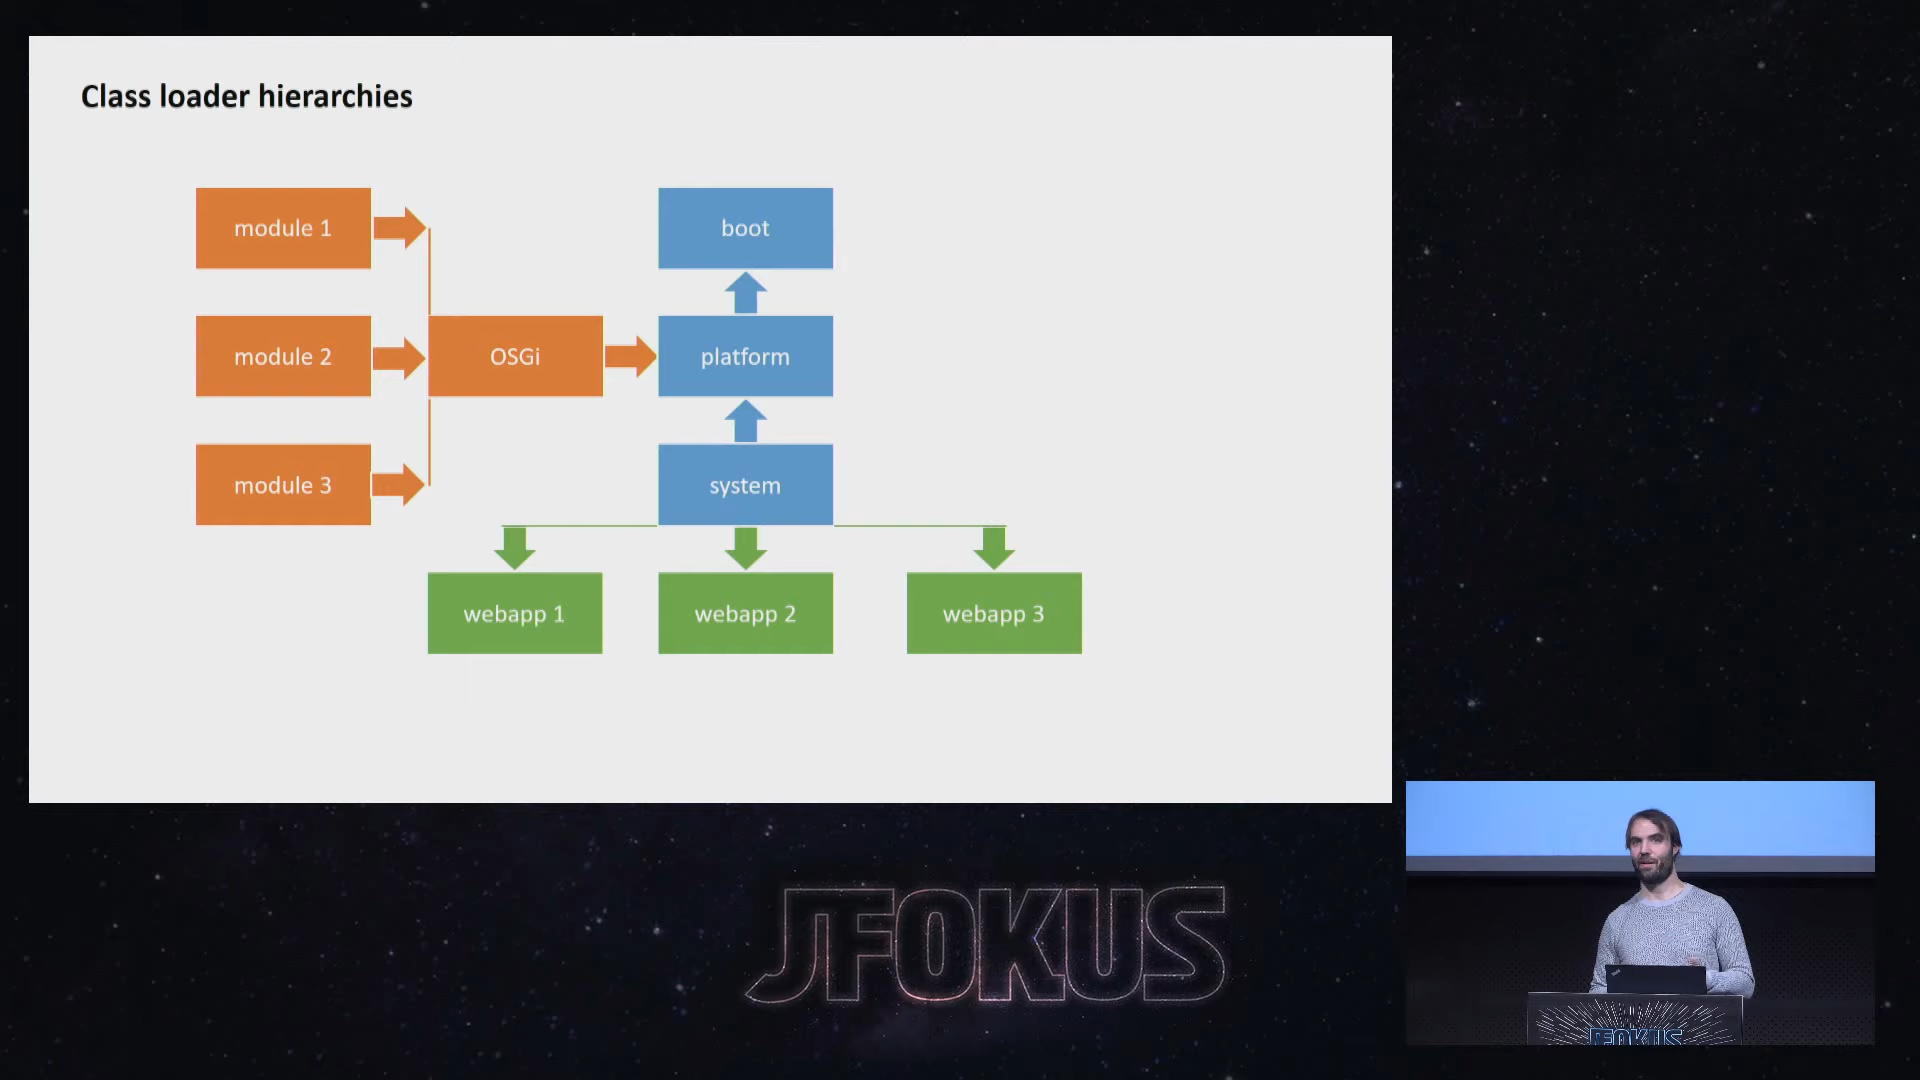 Class loader hierarchies
module 1
boot
module 2
OSGi
platform
module 3
system
webapp 1
webapp 2
webapp 3
JFOKUS
JFOKUS